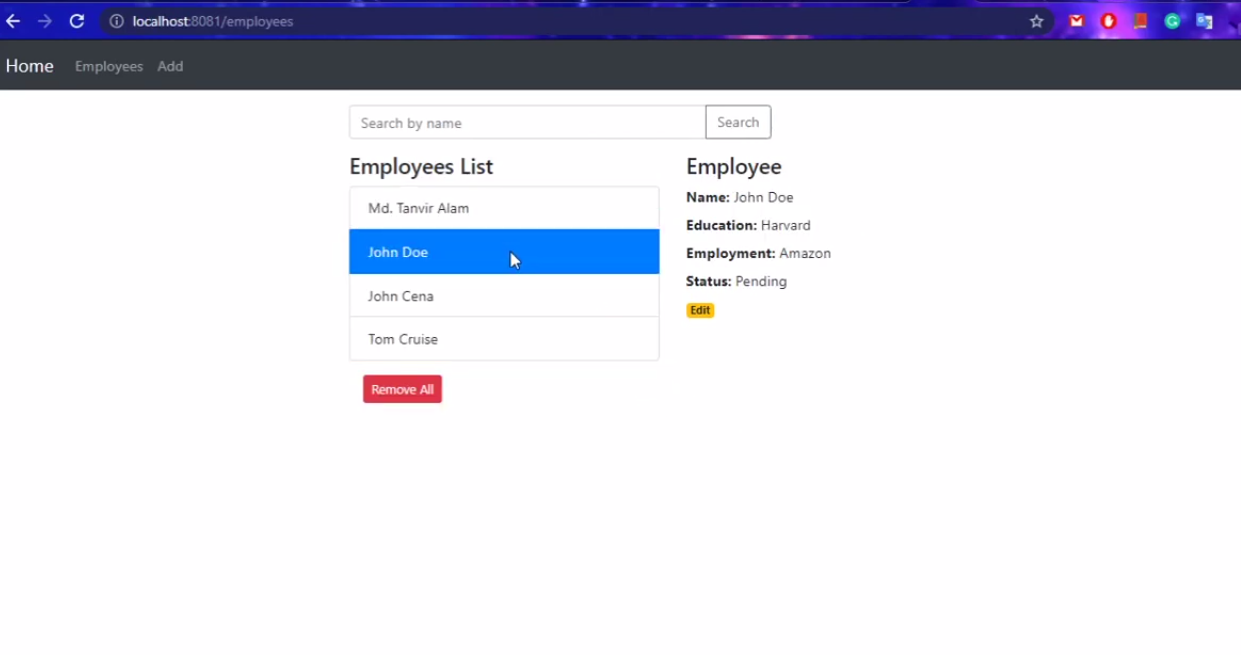 localhost:8081/employees
Home Employees Add
Search by name Search
Employees List
Md. Tanvir Alam
John Doe
John Cena
Tom Cruise
Remove All
Employee
Name: John Doe
Education: Harvard
Employment: Amazon
Status: Pending
Edit